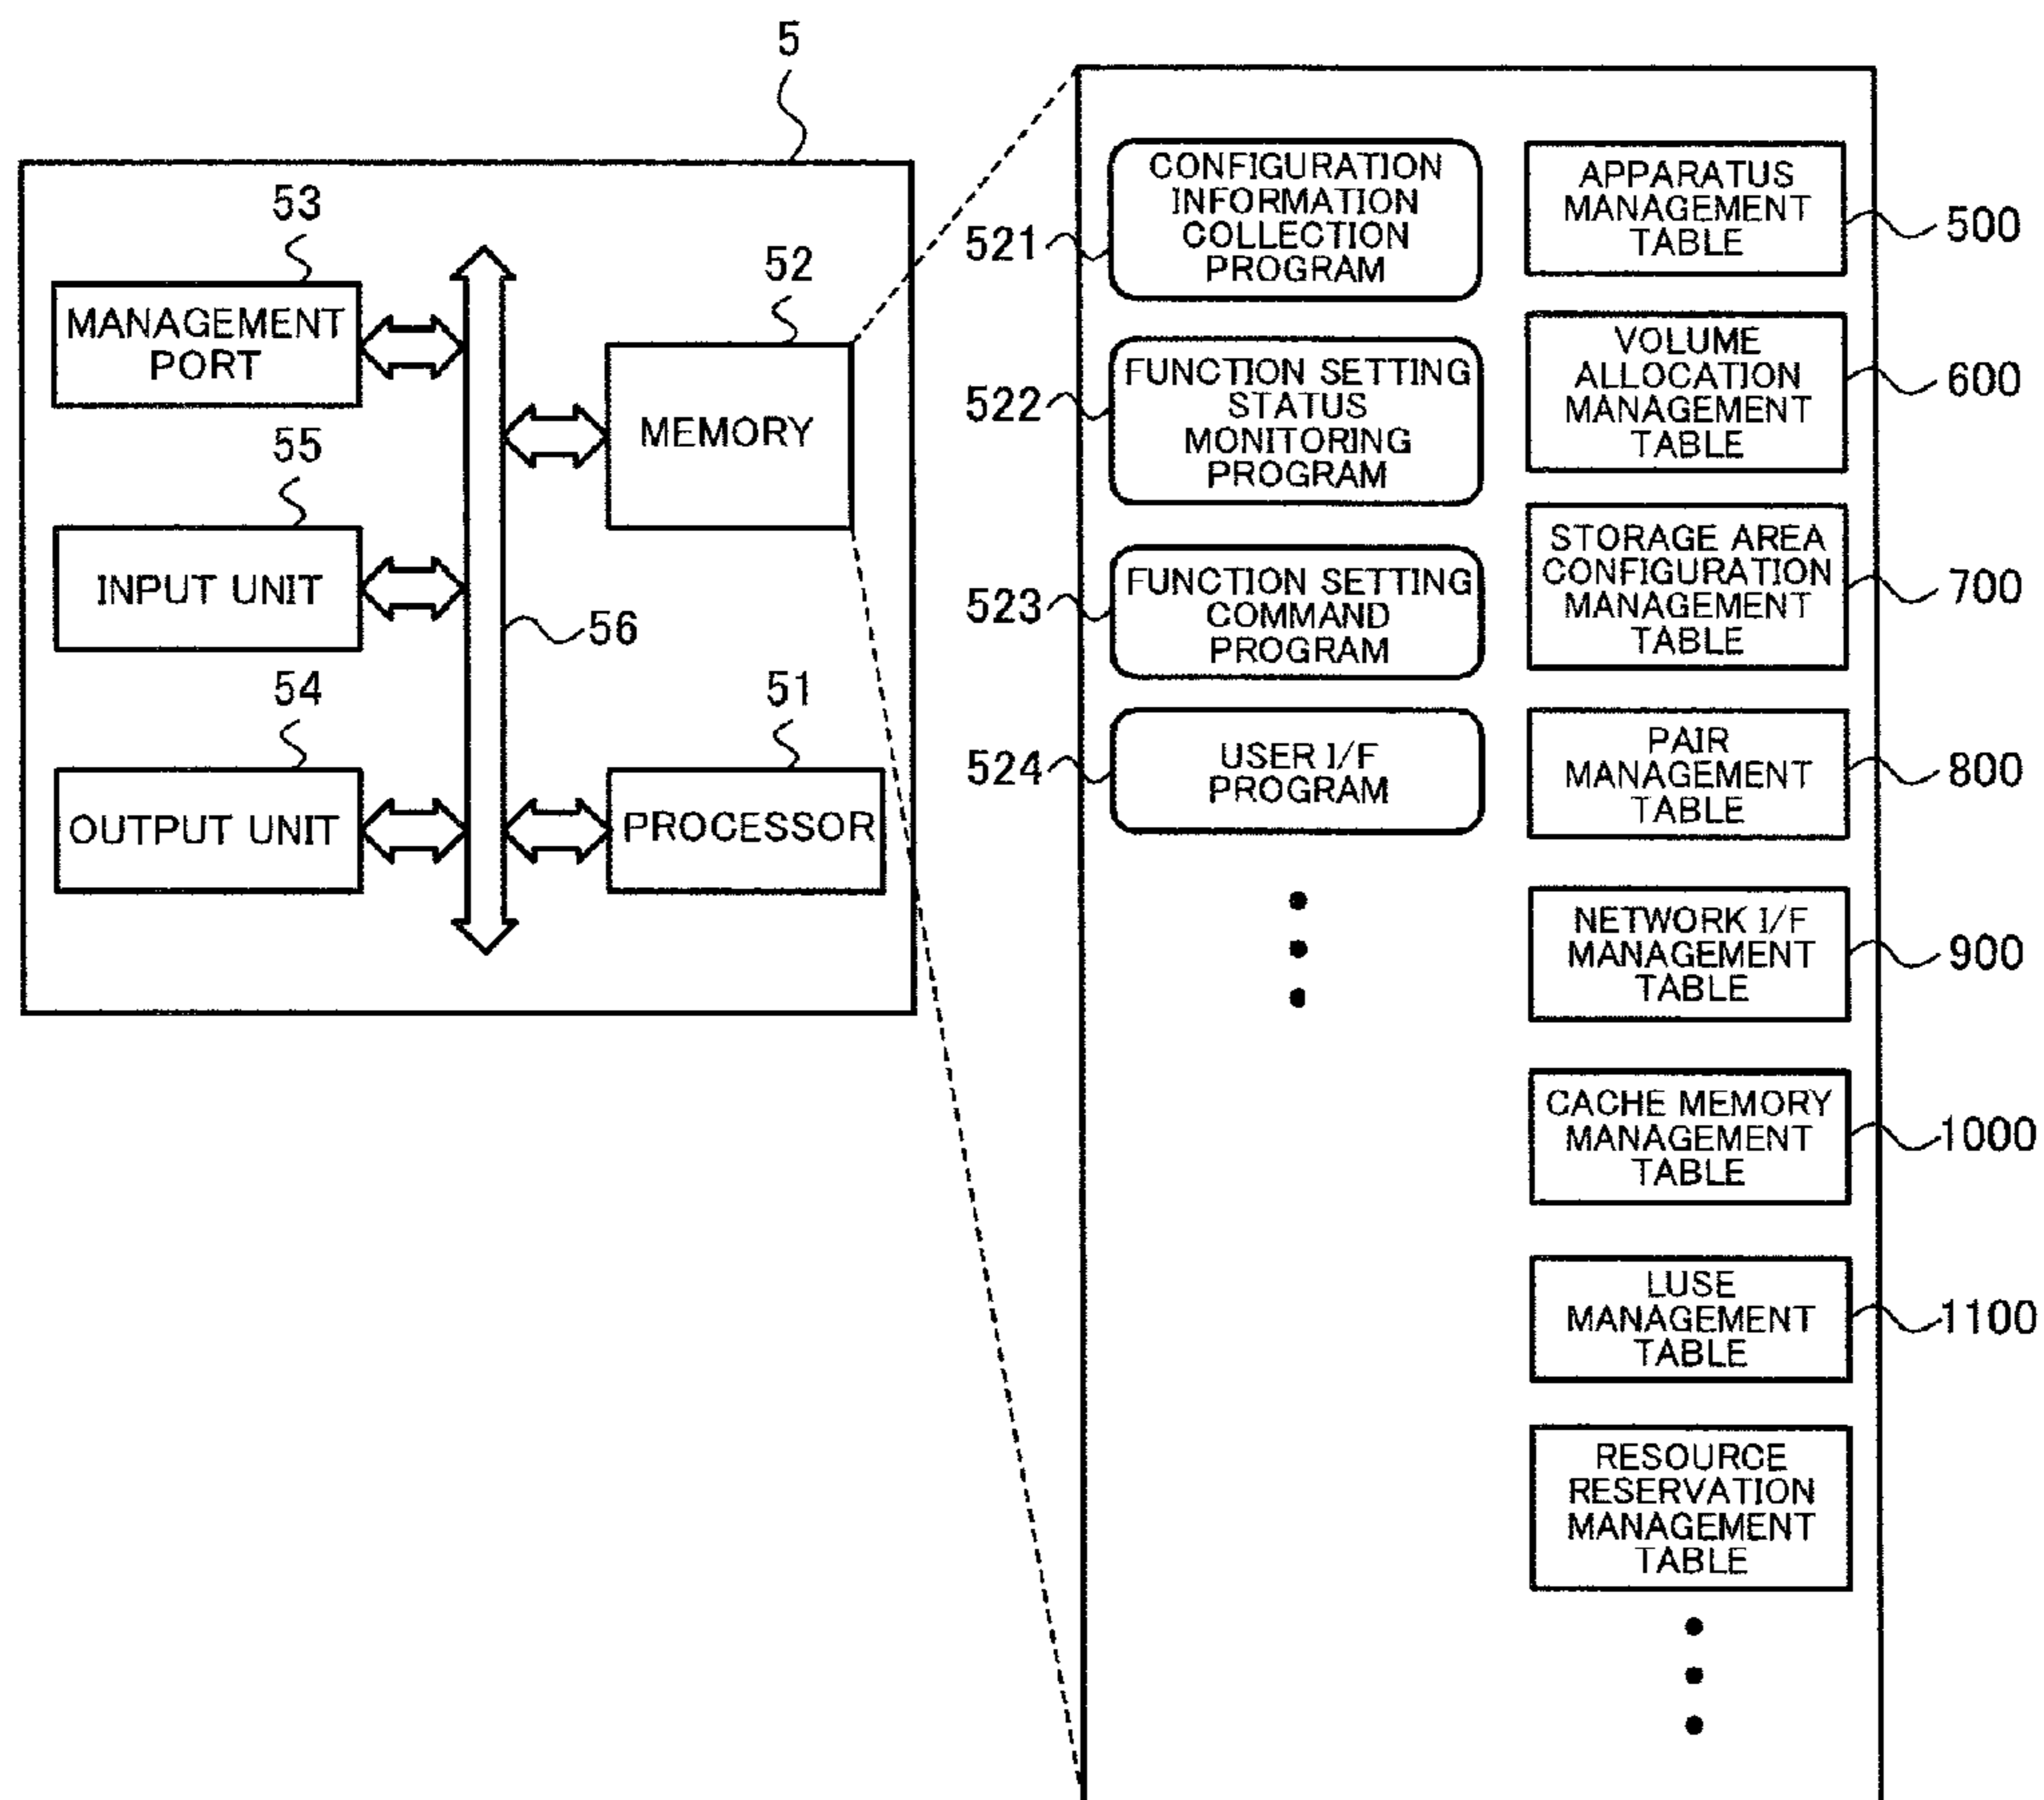 5
53
MANAGEMENT
PORT
52
MEMORY
55
INPUT UNIT
56
54
OUTPUT UNIT
51
PROCESSOR
521
CONFIGURATION
INFORMATION
COLLECTION
PROGRAM
522
FUNCTION SETTING
STATUS
MONITORING
PROGRAM
523
FUNCTION SETTING
COMMAND
PROGRAM
524
USER I/F
PROGRAM
APPARATUS
MANAGEMENT
TABLE
500
VOLUME
ALLOCATION
MANAGEMENT
TABLE
600
STORAGE AREA
CONFIGURATION
MANAGEMENT
TABLE
700
PAIR
MANAGEMENT
TABLE
800
NETWORK I/F
MANAGEMENT
TABLE
900
CACHE MEMORY
MANAGEMENT
TABLE
1000
LUSE
MANAGEMENT
TABLE
1100
RESOURCE
RESERVATION
MANAGEMENT
TABLE